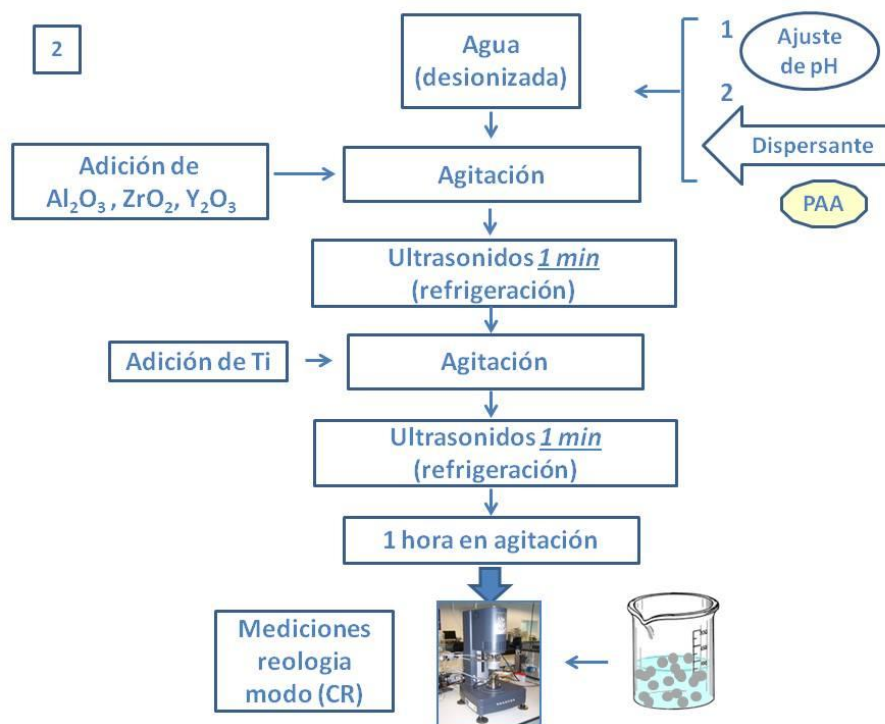 2
Agua
(desionizada)
1
Ajuste
de pH
2
Dispersante
PAA
Adición de
Al₂O₃ , ZrO₂, Y₂O₃
Agitación
Ultrasonidos 1 min
(refrigeración)
Adición de Ti
Agitación
Ultrasonidos 1 min
(refrigeración)
1 hora en agitación
Mediciones
reologia
modo (CR)